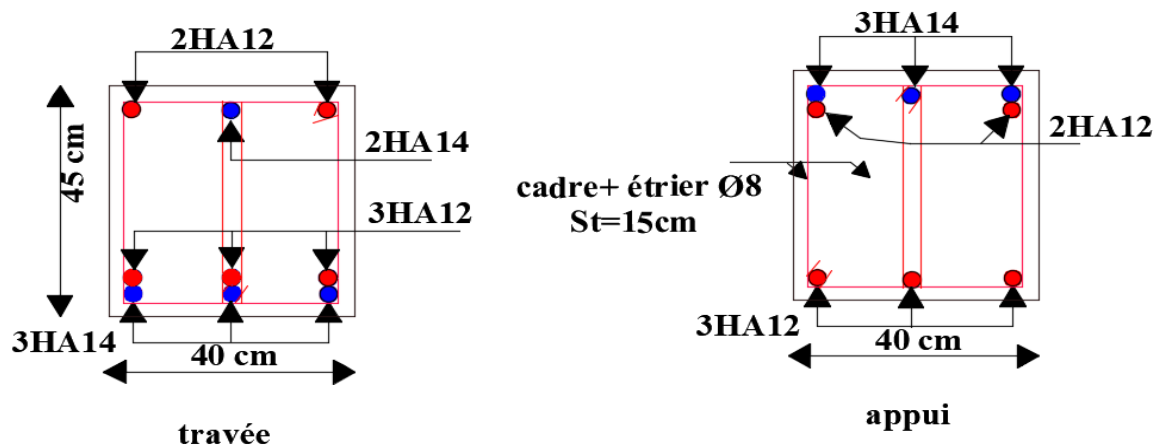 2HA12
45 cm
2HA14
3HA12
3HA14
40 cm
travée
3HA14
2HA12
cadre+ étrier Ø8
St=15cm
3HA12
40 cm
appui